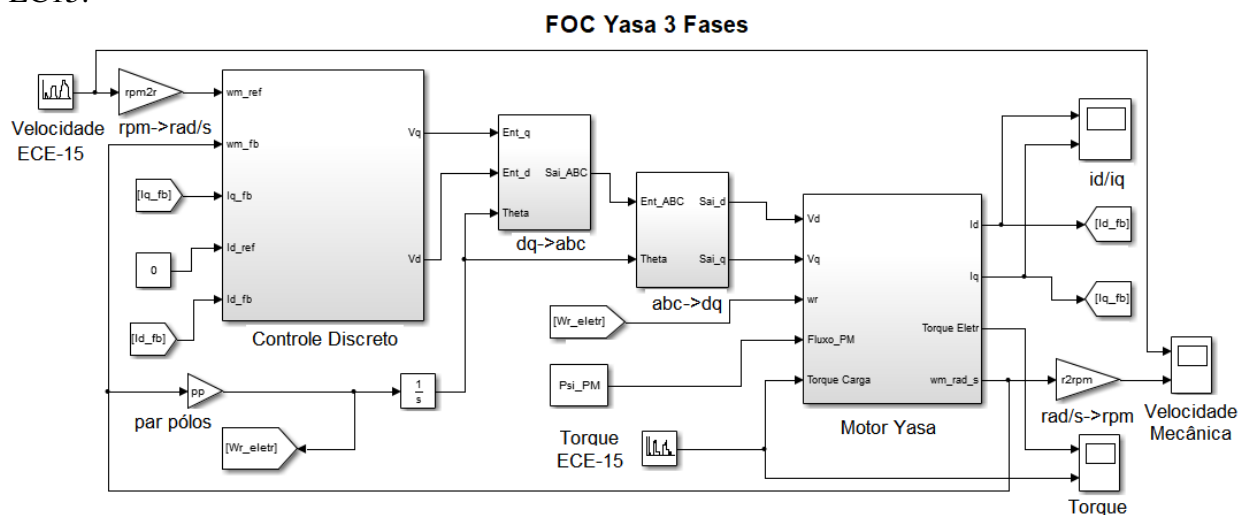 FOC Yasa 3 Fases
Velocidade
ECE-15
rpm2r
rpm->rad/s
wm_ref
wm_fb
[Iq_fb]
Iq_fb
0
Id_ref
[Id_fb]
Id_fb
Vq
Vd
Controle Discreto
Ent_q
Ent_d
Theta
Sai_ABC
dq->abc
Ent_ABC
Theta
Sai_d
Sai_q
abc->dq
[Wr_eletr]
Psi_PM
Torque
ECE-15
Vd
Vq
wr
Fluxo_PM
Torque Carga
Id
Iq
Torque Eletr
wm_rad_s
Motor Yasa
id/iq
[Id_fb]
[Iq_fb]
r2rpm
rad/s->rpm
Velocidade
Mecânica
Torque
pp
par pólos
1
s
[Wr_eletr]